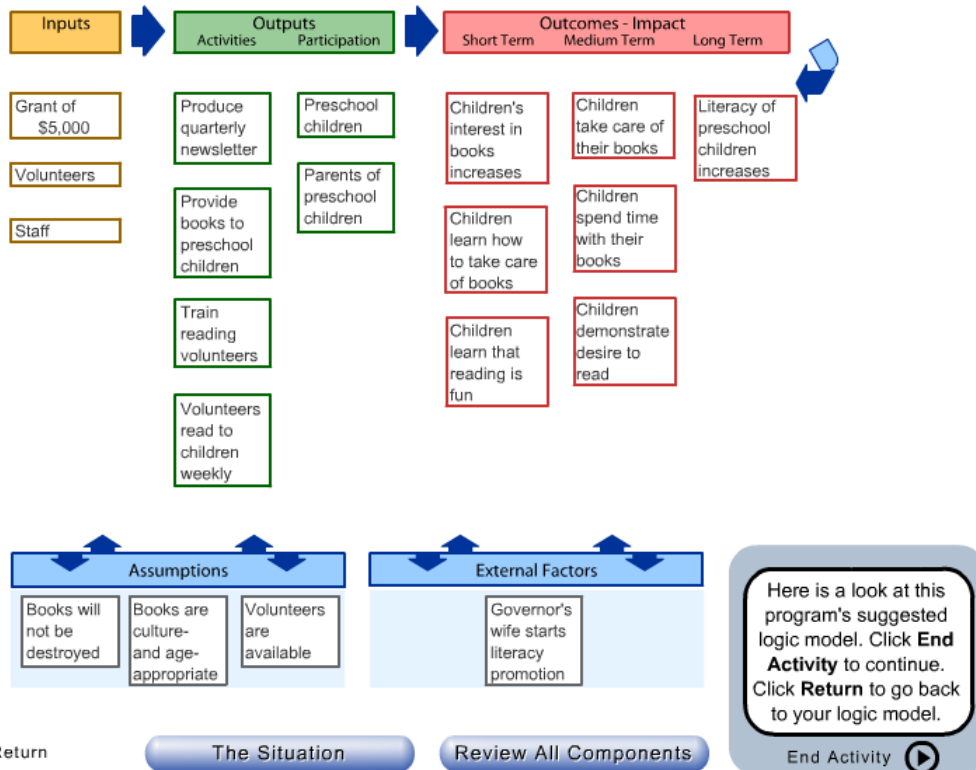 Inputs
Outputs
Activities Participation
Outcomes - Impact
Short Term Medium Term Long Term
Grant of
$5,000
Volunteers
Staff
Produce
quarterly
newsletter
Provide
books to
preschool
children
Train
reading
volunteers
Volunteers
read to
children
weekly
Preschool
children
Parents of
preschool
children
Children's
interest in
books
increases
Children
learn how
to take care
of books
Children
learn that
reading is
fun
Children
take care of
their books
Children
spend time
with their
books
Children
demonstrate
desire to
read
Literacy of
preschool
children
increases
Assumptions
Books will
not be
destroyed
Books are
culture-
and age-
appropriate
Volunteers
are
available
External Factors
Governor's
wife starts
literacy
promotion
Here is a look at this
program's suggested
logic model. Click End
Activity to continue.
Click Return to go back
to your logic model.
Return
The Situation
Review All Components
End Activity